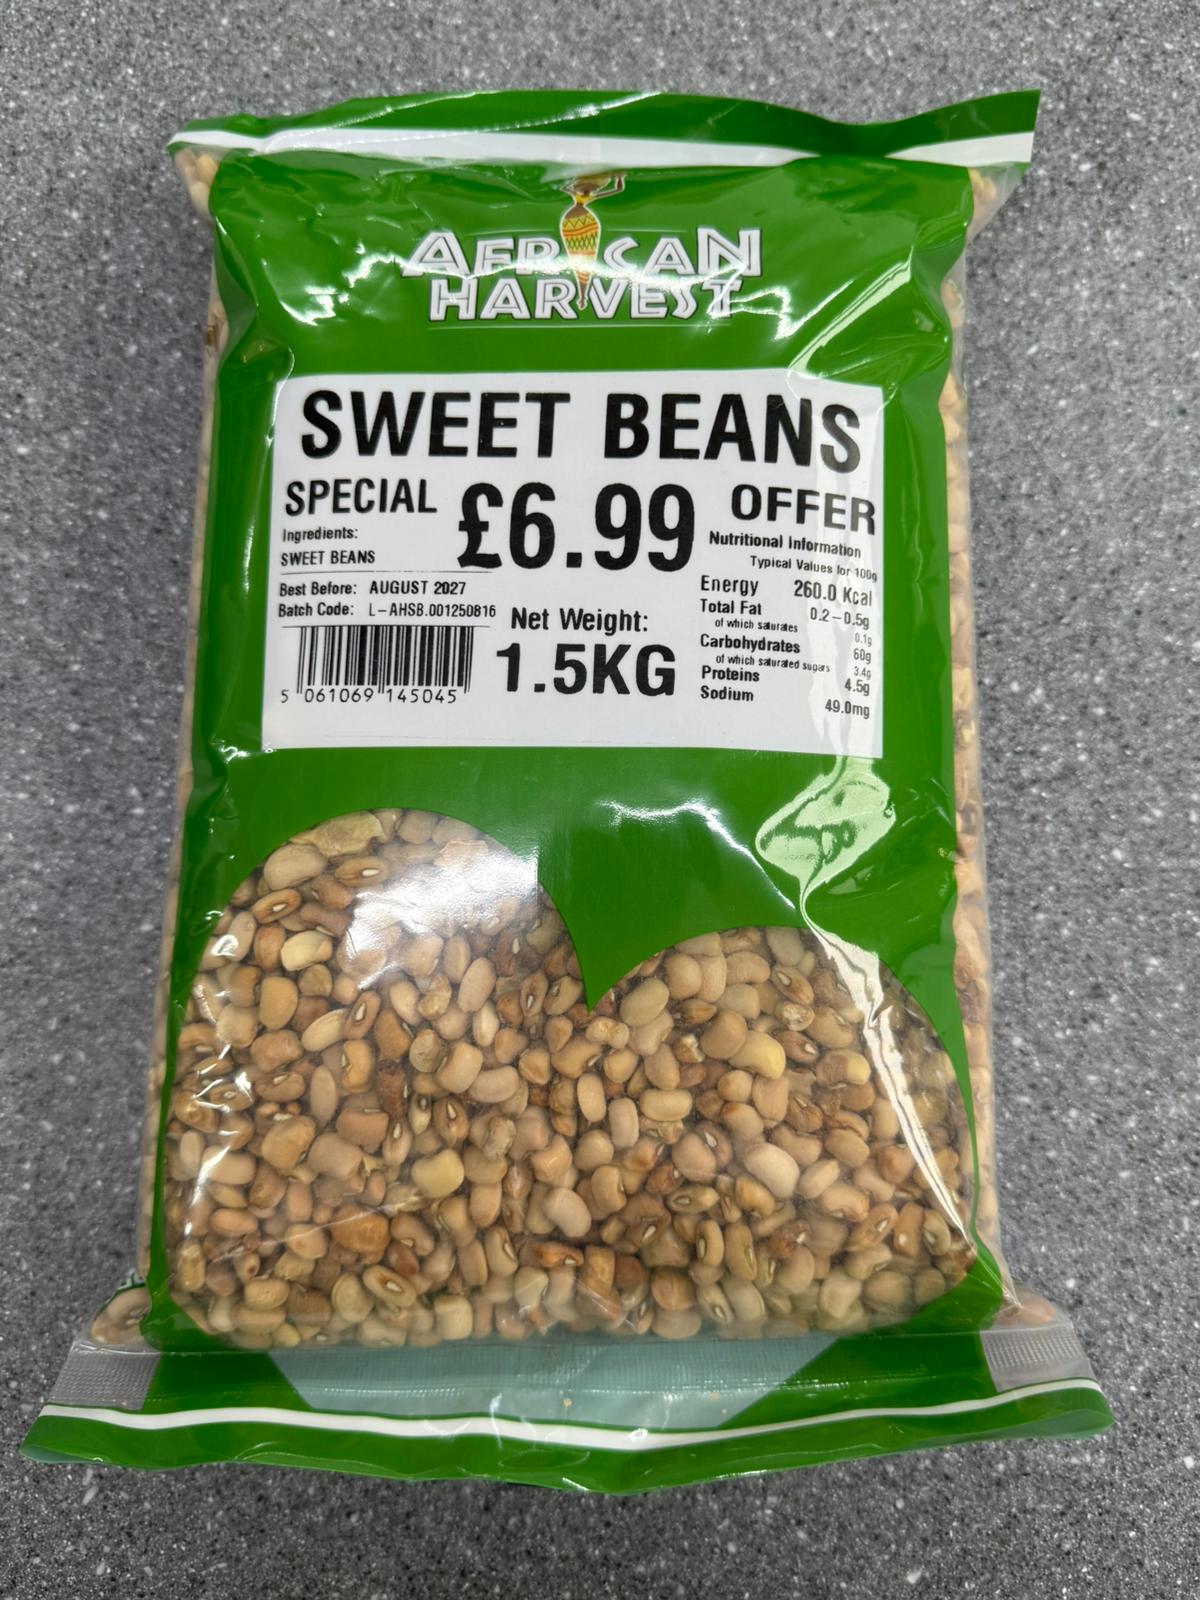 AFRICAN
HARVEST
SWEET BEANS
SPECIAL £6.99 OFFER
Ingredients:
SWEET BEANS
Best Before: AUGUST 2027
Batch Code: L-AHSB.001250816
5 061069 145045
Net Weight:
1.5KG
Nutritional Information
Typical Values for 100g
Energy 260.0 Kcal
Total Fat 0.2-0.5g
of which saturates 0.1g
Carbohydrates 60g
of which saturated sugars 3.4g
Proteins 4.5g
Sodium 49.0mg